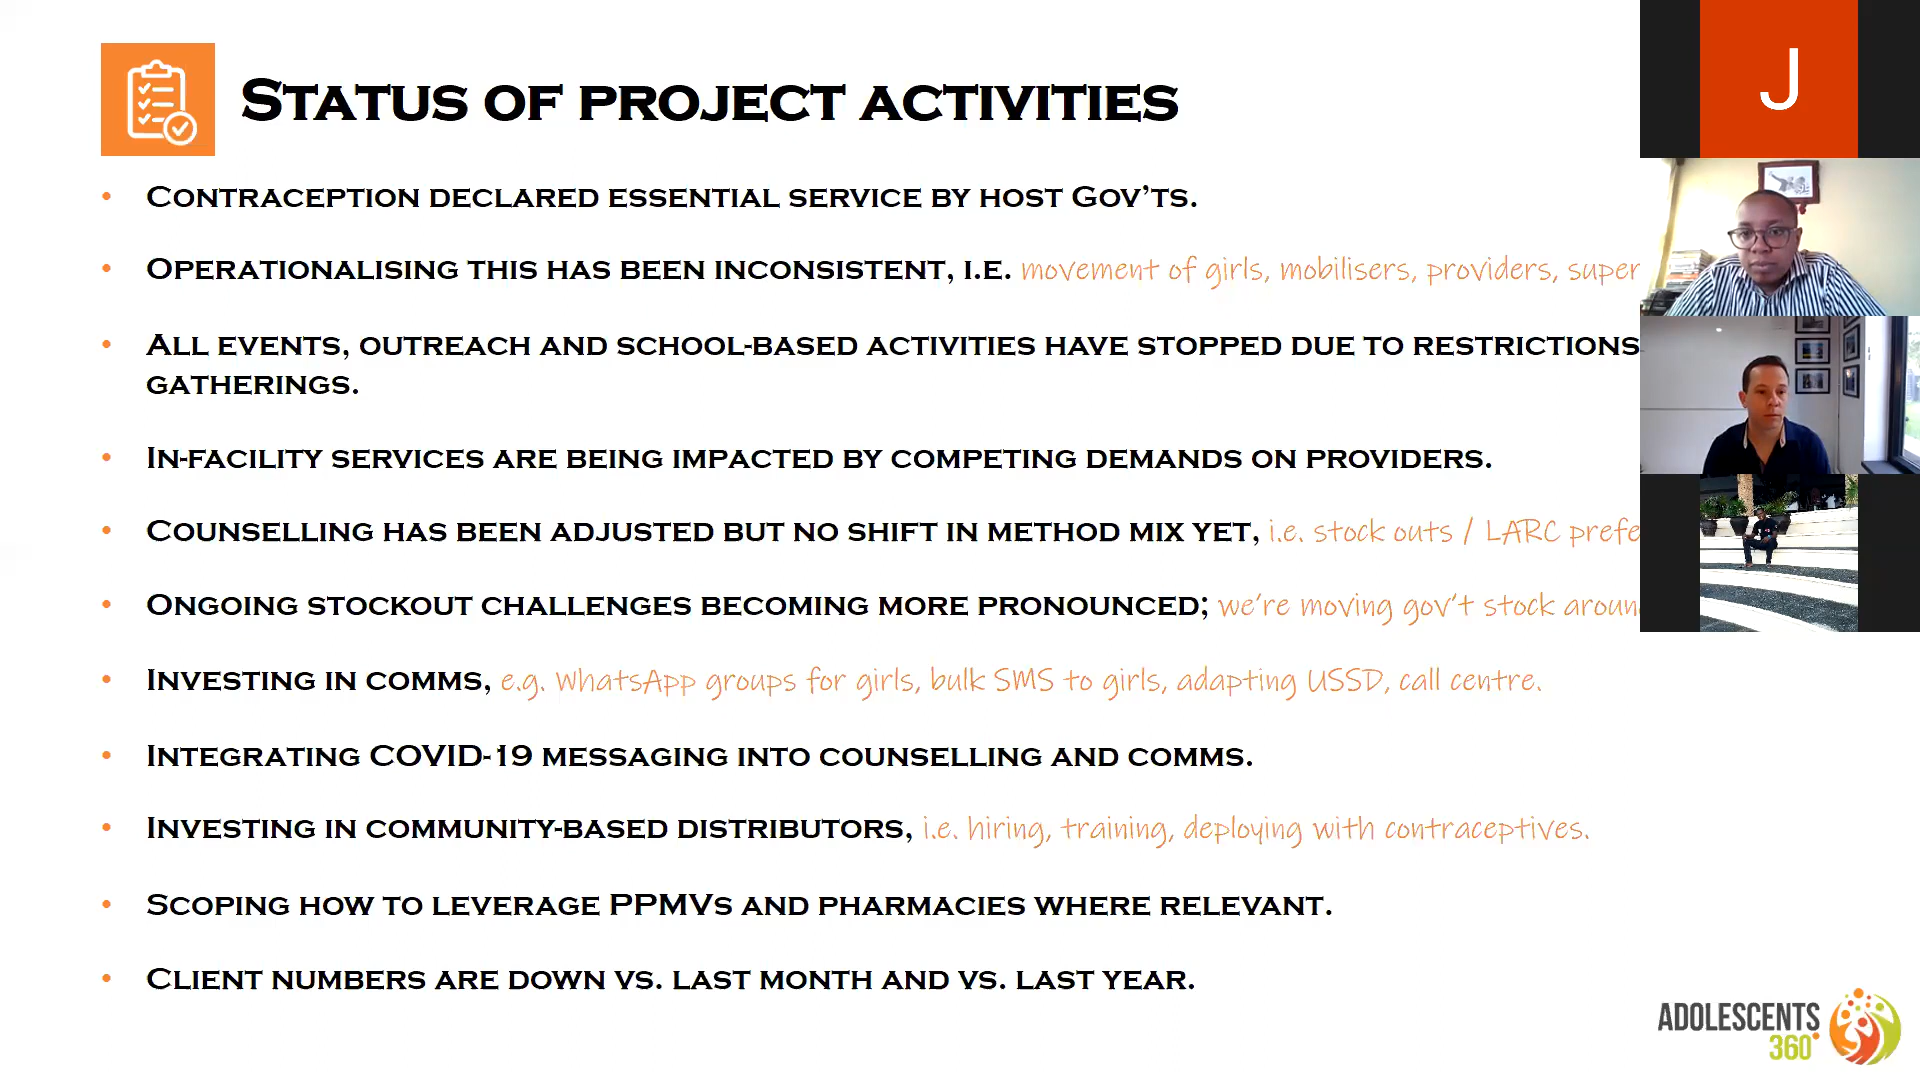 STATUS OF PROJECT ACTIVITIES
J
• CONTRACEPTION DECLARED ESSENTIAL SERVICE BY HOST GOV'TS.
• OPERATIONALISING THIS HAS BEEN INCONSISTENT, I.E. movement of girls, mobilisers, providers, super
• ALL EVENTS, OUTREACH AND SCHOOL-BASED ACTIVITIES HAVE STOPPED DUE TO RESTRICTIONS
GATHERINGS.
• IN-FACILITY SERVICES ARE BEING IMPACTED BY COMPETING DEMANDS ON PROVIDERS.
• COUNSELLING HAS BEEN ADJUSTED BUT NO SHIFT IN METHOD MIX YET, i.e. stock outs / LARC prefe
• ONGOING STOCKOUT CHALLENGES BECOMING MORE PRONOUNCED; we're moving gov't stock aroun
• INVESTING IN COMMS, e.g. WhatsApp groups for girls, bulk SMS to girls, adapting USSD, call centre.
• INTEGRATING COVID-19 MESSAGING INTO COUNSELLING AND COMMS.
• INVESTING IN COMMUNITY-BASED DISTRIBUTORS, i.e. hiring, training, deploying with contraceptives.
• SCOPING HOW TO LEVERAGE PPMVS AND PHARMACIES WHERE RELEVANT.
• CLIENT NUMBERS ARE DOWN VS. LAST MONTH AND VS. LAST YEAR.
ADOLESCENTS
360